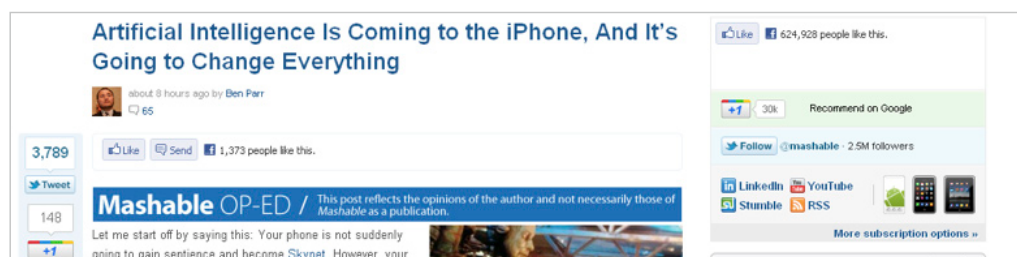 Artificial Intelligence Is Coming to the iPhone, And It's
Going to Change Everything
about 8 hours ago by Ben Parr
65
3,789
Tweet
148
+1
Like Send 1,373 people like this.
Mashable OP-ED / This post reflects the opinions of the author and not necessarily those of
Mashable as a publication.
Let me start off by saying this: Your phone is not suddenly
going to gain sentience and become Skynet. However, your
Like 624,928 people like this.
+1 30k Recommend on Google
Follow @mashable · 2.5M followers
LinkedIn YouTube
Stumble RSS
More subscription options »